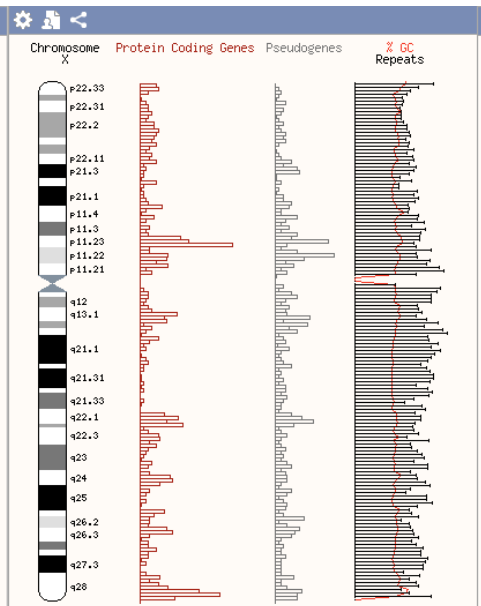 Chromosome X
Protein Coding Genes
Pseudogenes
% GC
Repeats
p22.33
p22.31
p22.2
p22.11
p21.3
p21.1
p11.4
p11.3
p11.23
p11.22
p11.21
q12
q13.1
q21.1
q21.31
q21.33
q22.1
q22.3
q23
q24
q25
q26.2
q26.3
q27.3
q28